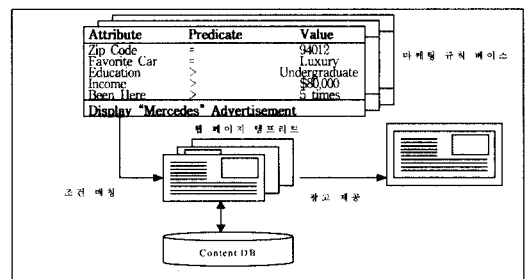 Attribute Predicate Value
Zip Code = 94012
Favorite Car = Luxury
Education > Undergraduate
Income > $80,000
Been Here > 5 times
Display “Mercedes” Advertisement
마케팅 규칙 베이스
웹 페이지 템프리트
조건 매칭
광고 제공
Content DB